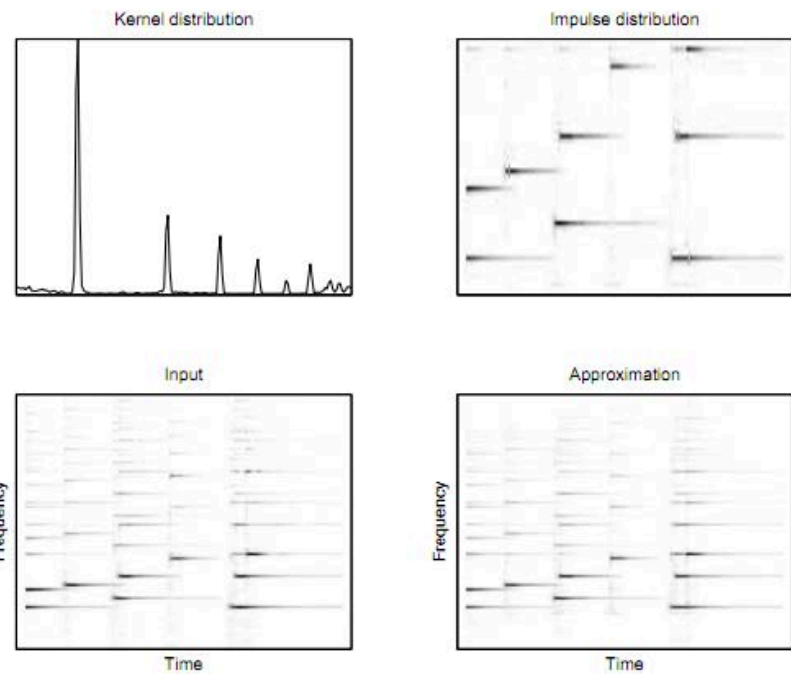 Kernel distribution
Impulse distribution
Input
Approximation
Frequency
Frequency
Time
Time